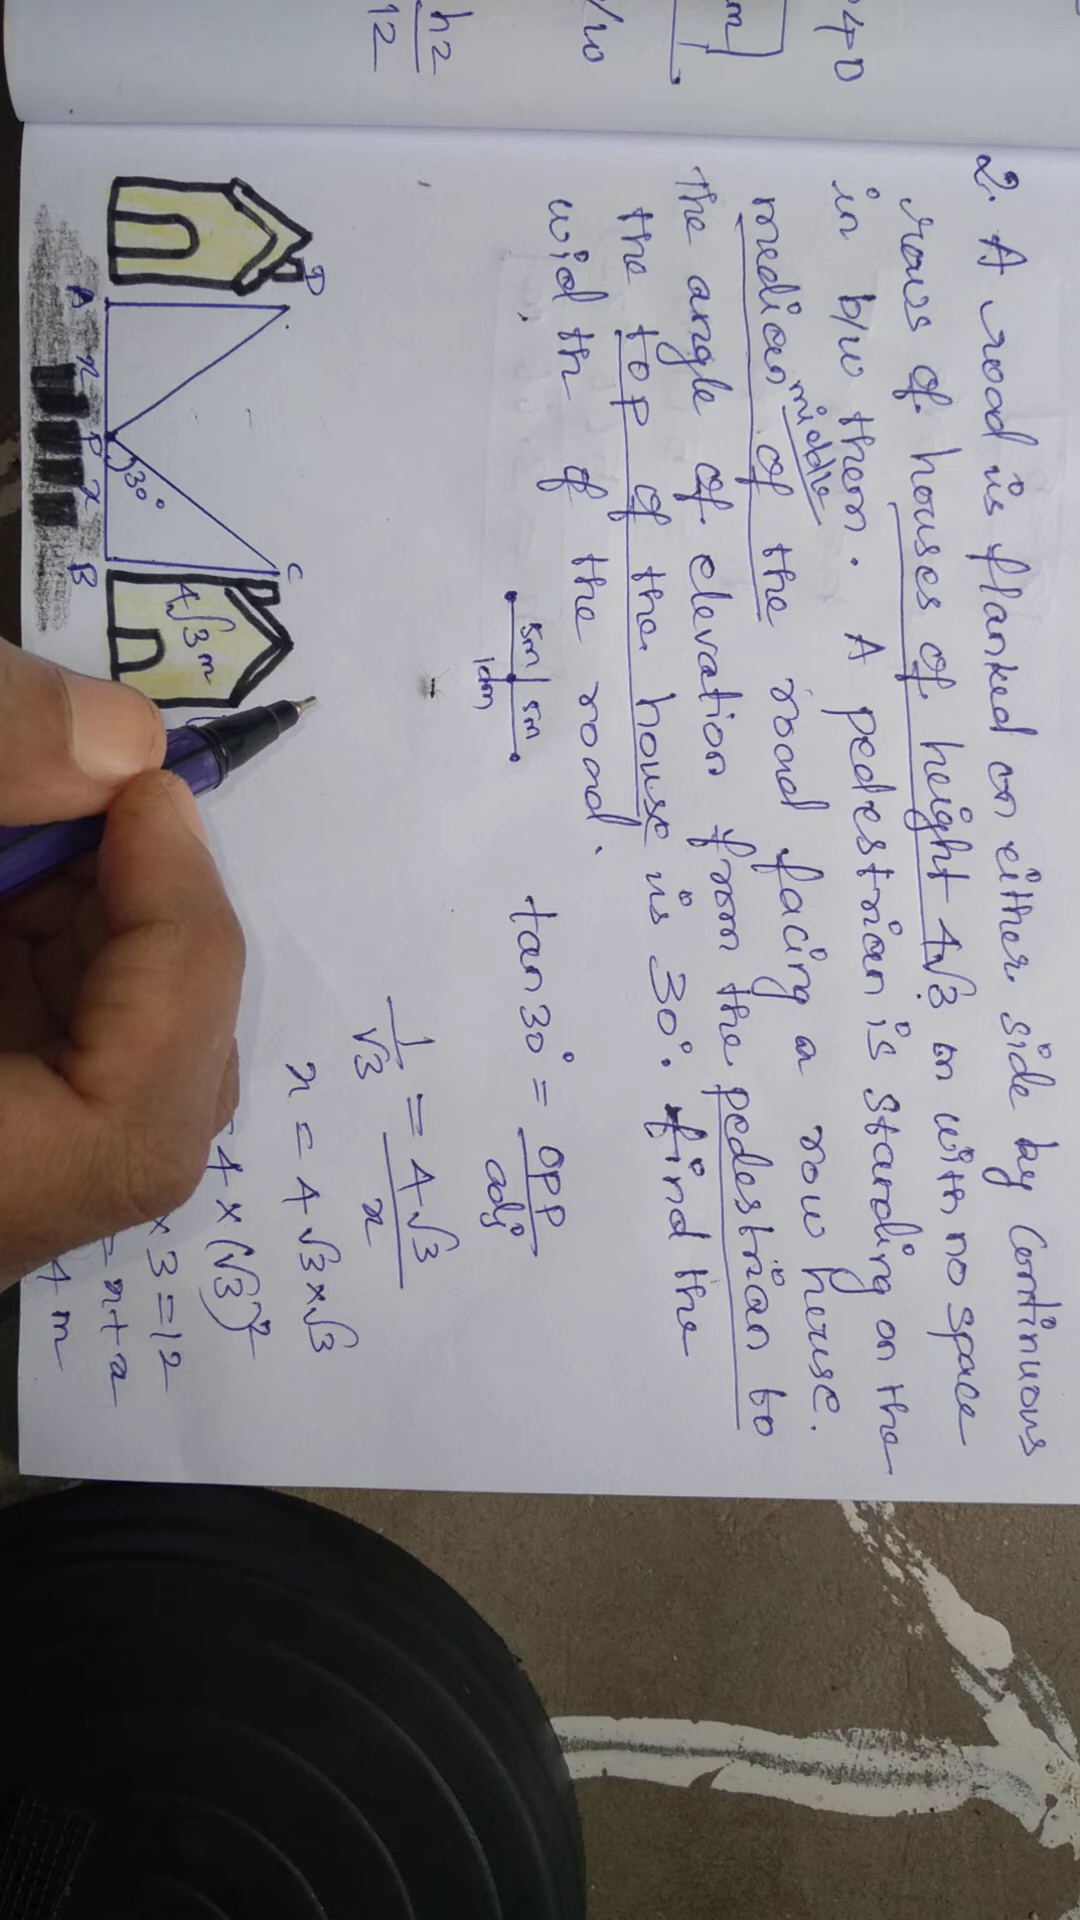 40
m
/w
h2
12
2. A road is flanked on either side by continuous
rows of houses of height 4√3 m with no space
in b/w them. A pedestrian is standing on the
median of the road facing a row house.
middle
the angle of elevation from the pedestrian to
the top of the house is 30°. find the
width of the road.
5m 5m
10m
tan 30° = opp
adj
1/√3 = 4√3/x
x = 4√3×√3
4×(√3)²
×3=12
=x+x
4 m
D
C
30°
4√3 m
A x P x B